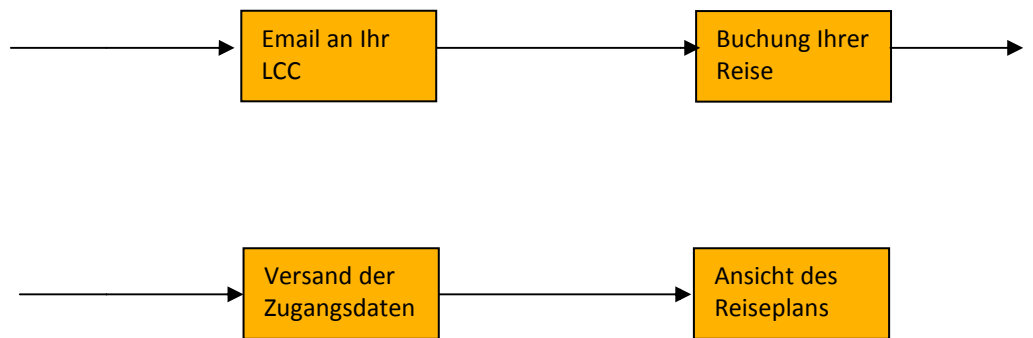 Email an Ihr
LCC
Buchung Ihrer
Reise
Versand der
Zugangsdaten
Ansicht des
Reiseplans